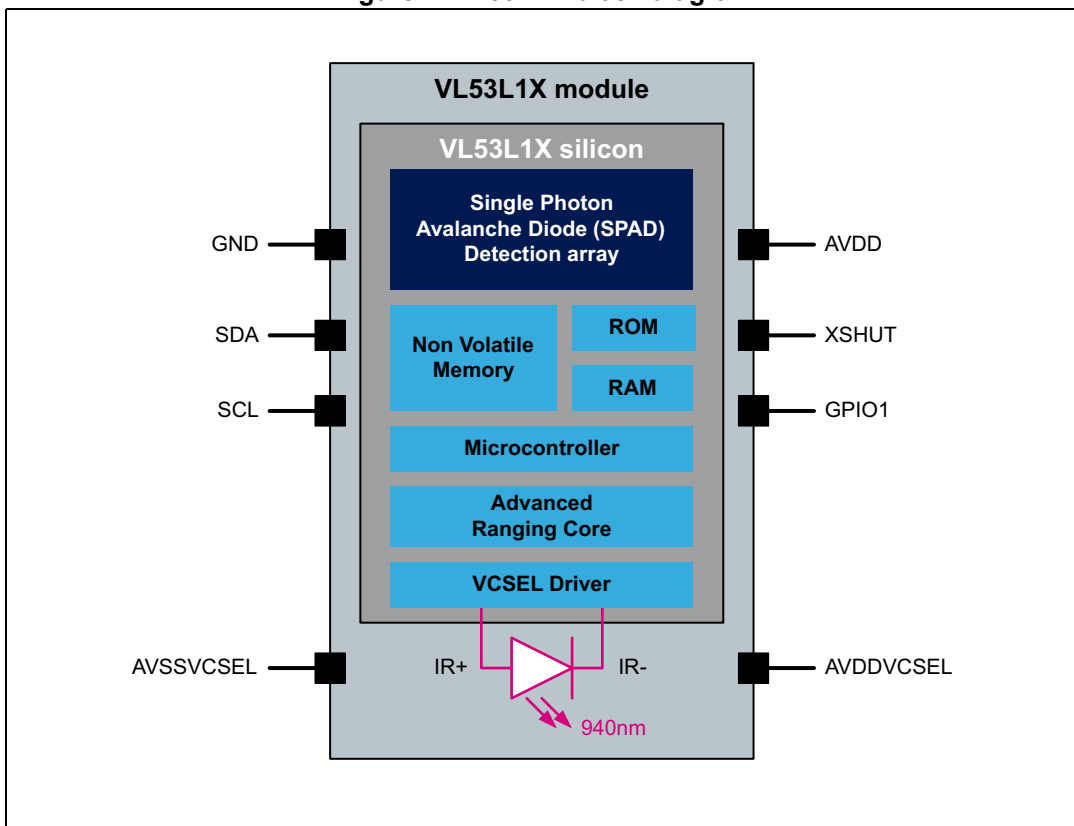 VL53L1X module
VL53L1X silicon
Single Photon
Avalanche Diode (SPAD)
Detection array
GND
AVDD
SDA
Non Volatile
Memory
ROM
XSHUT
RAM
SCL
GPIO1
Microcontroller
Advanced
Ranging Core
VCSEL Driver
AVSSVCSEL
IR+
IR-
AVDDVCSEL
940nm